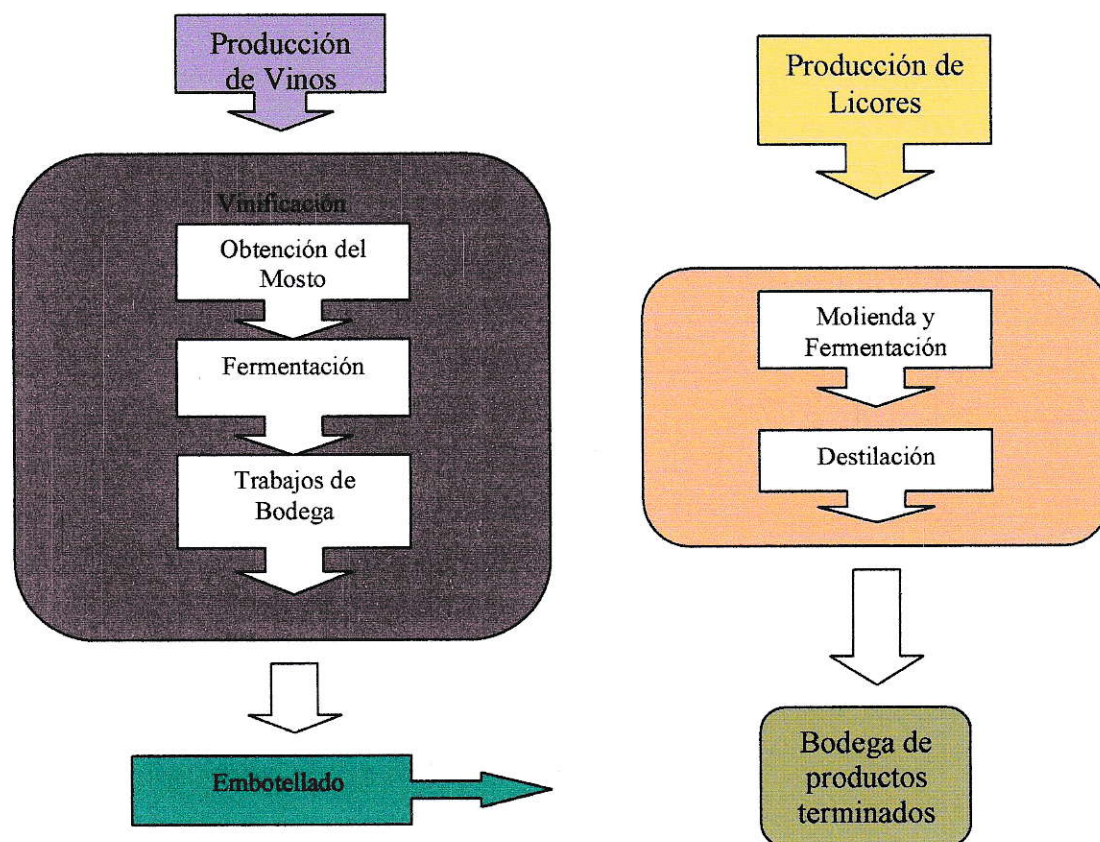 Producción
de Vinos
Vinificación
Obtención del
Mosto
Fermentación
Trabajos de
Bodega
Embotellado
Producción de
Licores
Molienda y
Fermentación
Destilación
Bodega de
productos
terminados